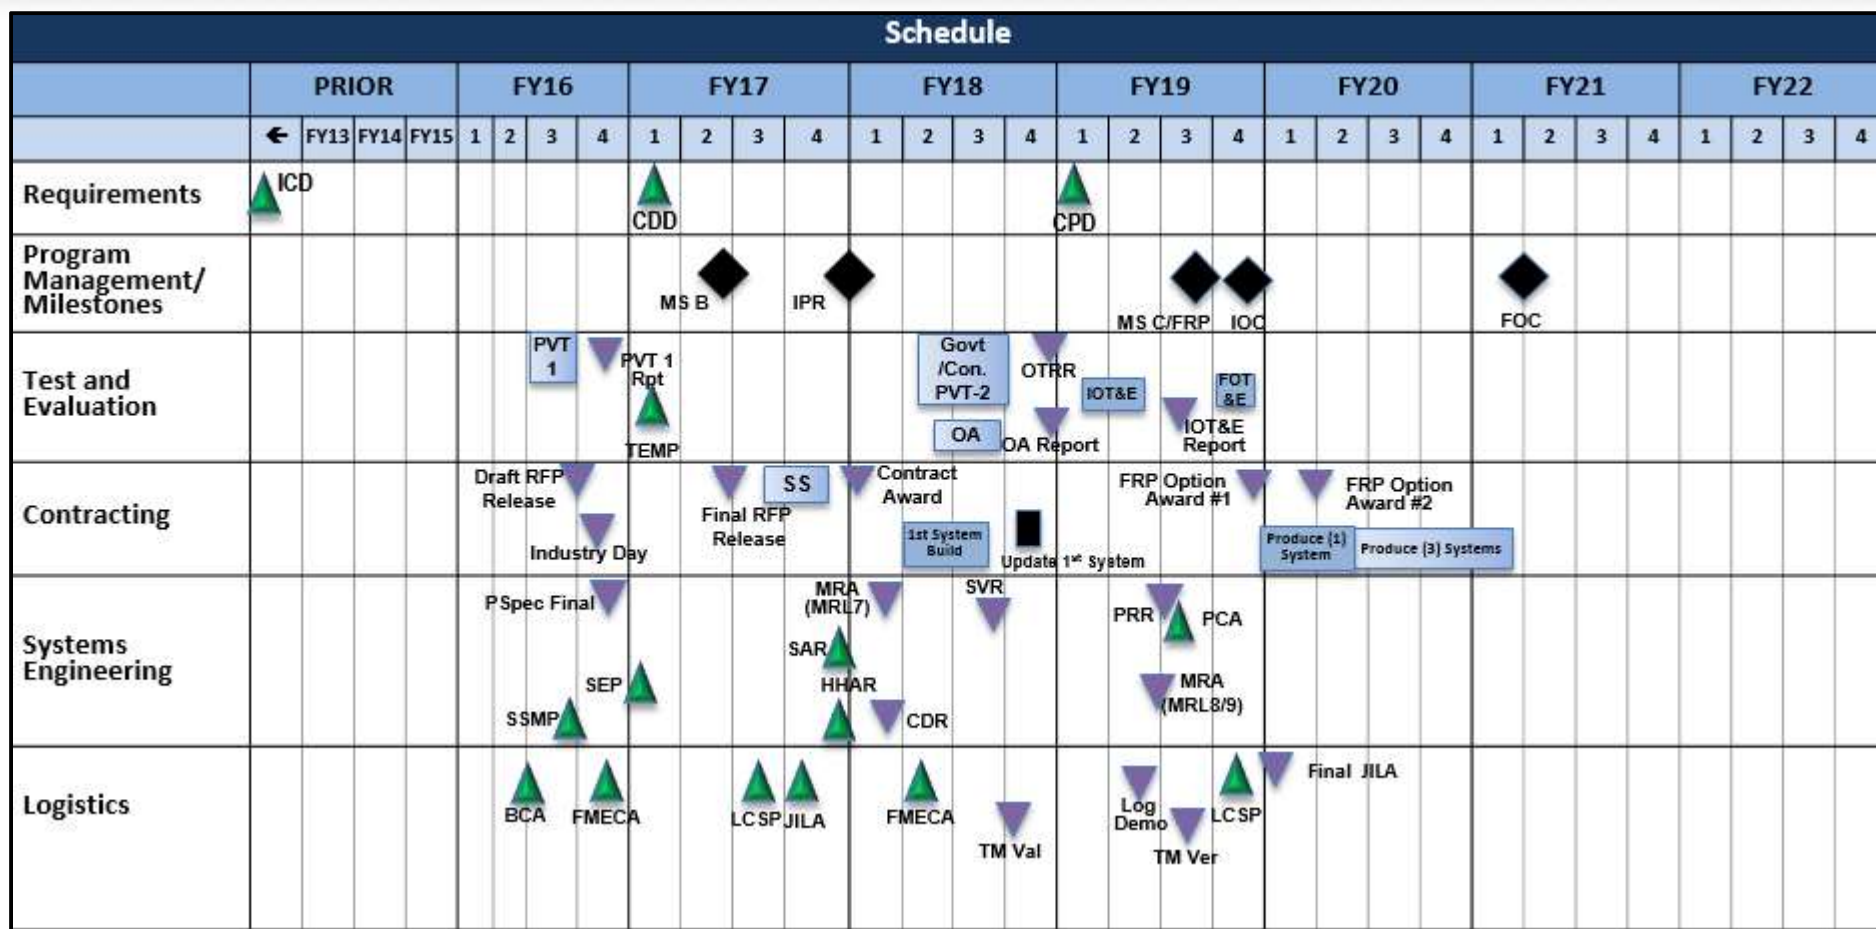 Schedule
PRIOR FY16 FY17 FY18 FY19 FY20 FY21 FY22
← FY13 FY14 FY15 1 2 3 4 1 2 3 4 1 2 3 4 1 2 3 4 1 2 3 4 1 2 3 4 1 2 3 4
Requirements
ICD
CDD
CPD
Program
Management/
Milestones
MS B
IPR
MS C/FRP
IOC
FOC
Test and
Evaluation
PVT
1
PVT 1
Rpt
TEMP
Govt
/Con.
PVT-2
OA
OTRR
OA Report
IOT&E
IOT&E
Report
FOT
&E
Contracting
Draft RFP
Release
Industry Day
Final RFP
Release
SS
Contract
Award
1st System
Build
Update 1st System
FRP Option
Award #1
FRP Option
Award #2
Produce (1)
System
Produce (3) Systems
Systems
Engineering
PSpec Final
SEP
SSMP
MRA
(MRL7)
SAR
HHAR
CDR
SVR
PRR
PCA
MRA
(MRL8/9)
Logistics
BCA
FMECA
LCSP
JILA
FMECA
TM Val
Log
Demo
TM Ver
LCSP
Final JILA